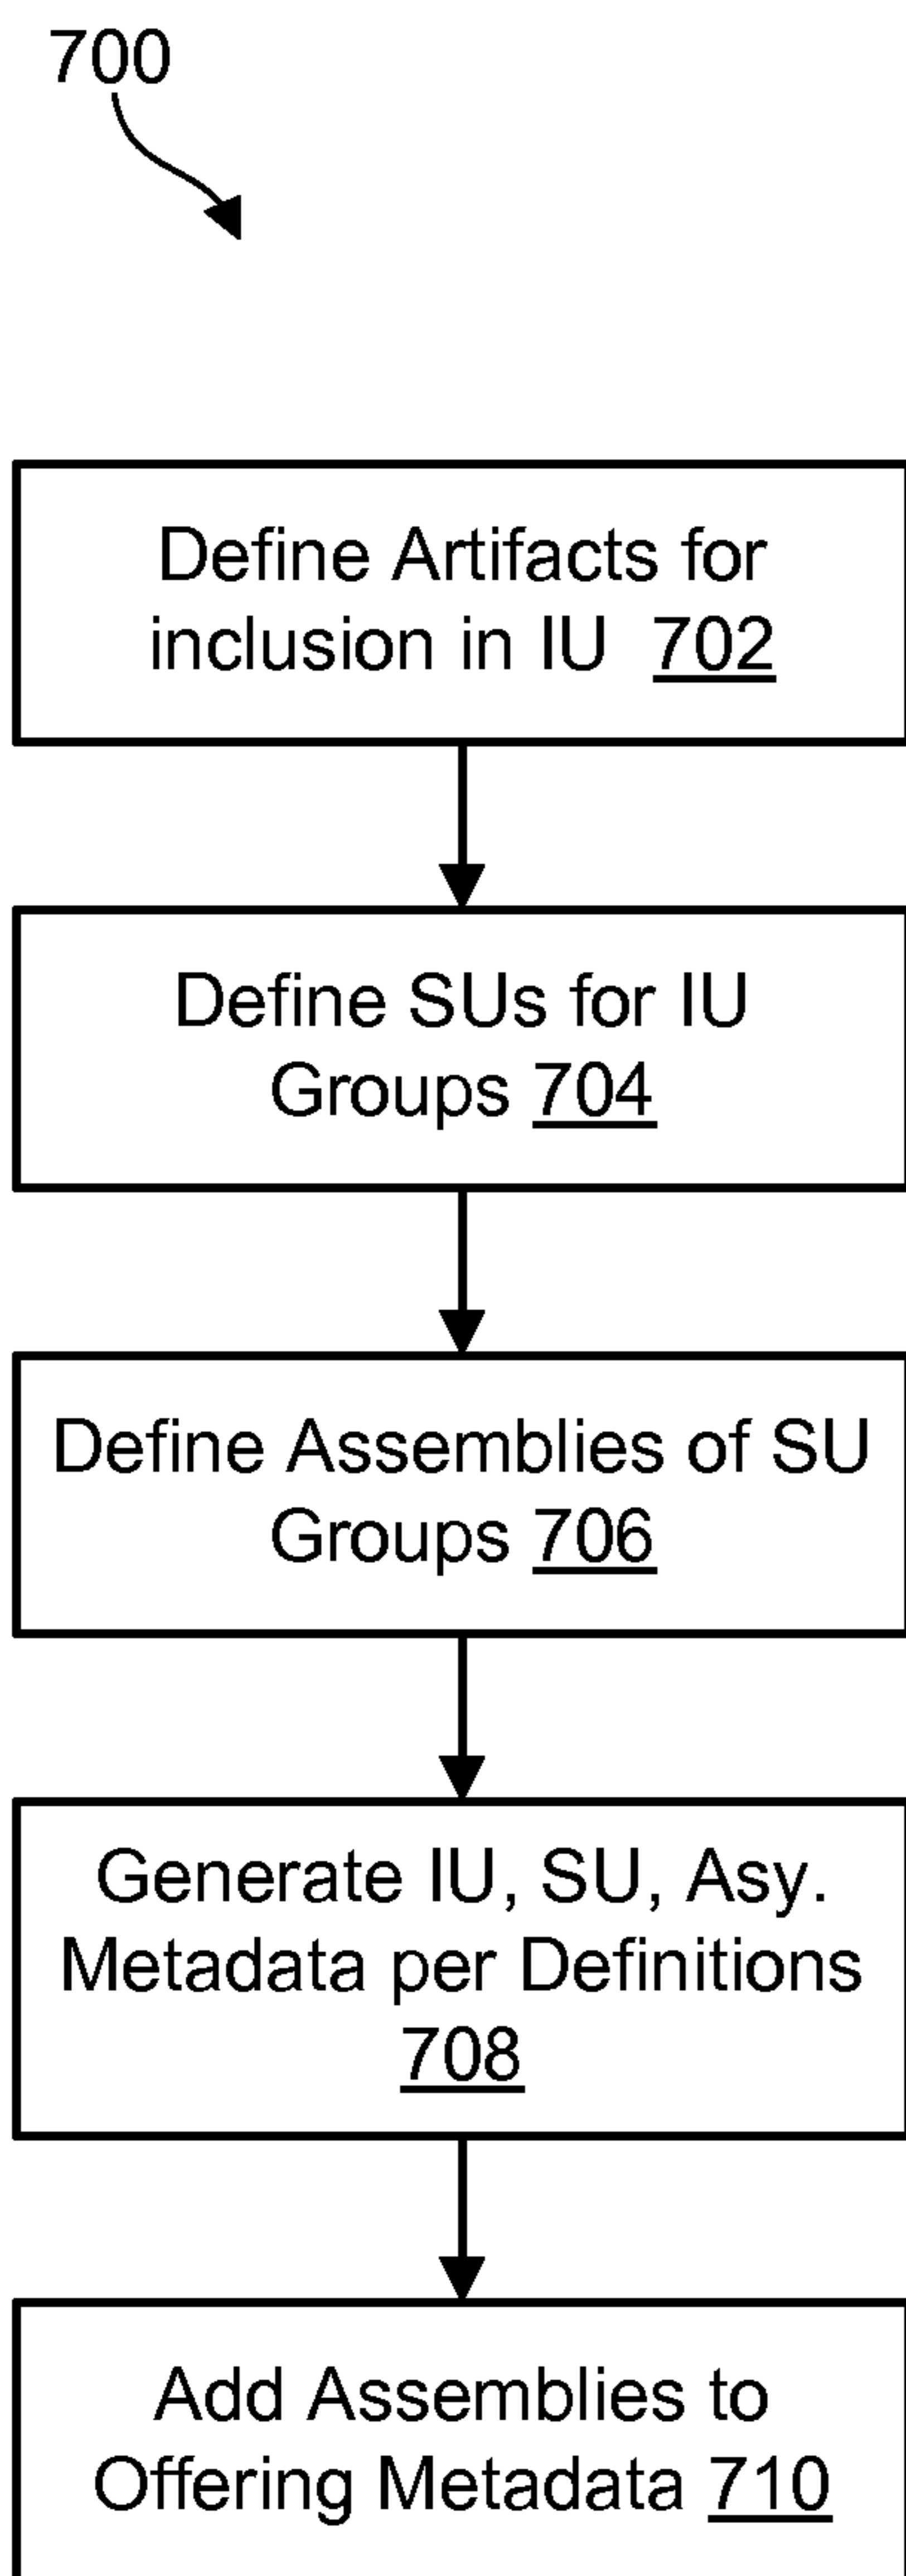 700
Define Artifacts for
inclusion in IU 702
Define SUs for IU
Groups 704
Define Assemblies of SU
Groups 706
Generate IU, SU, Asy.
Metadata per Definitions
708
Add Assemblies to
Offering Metadata 710